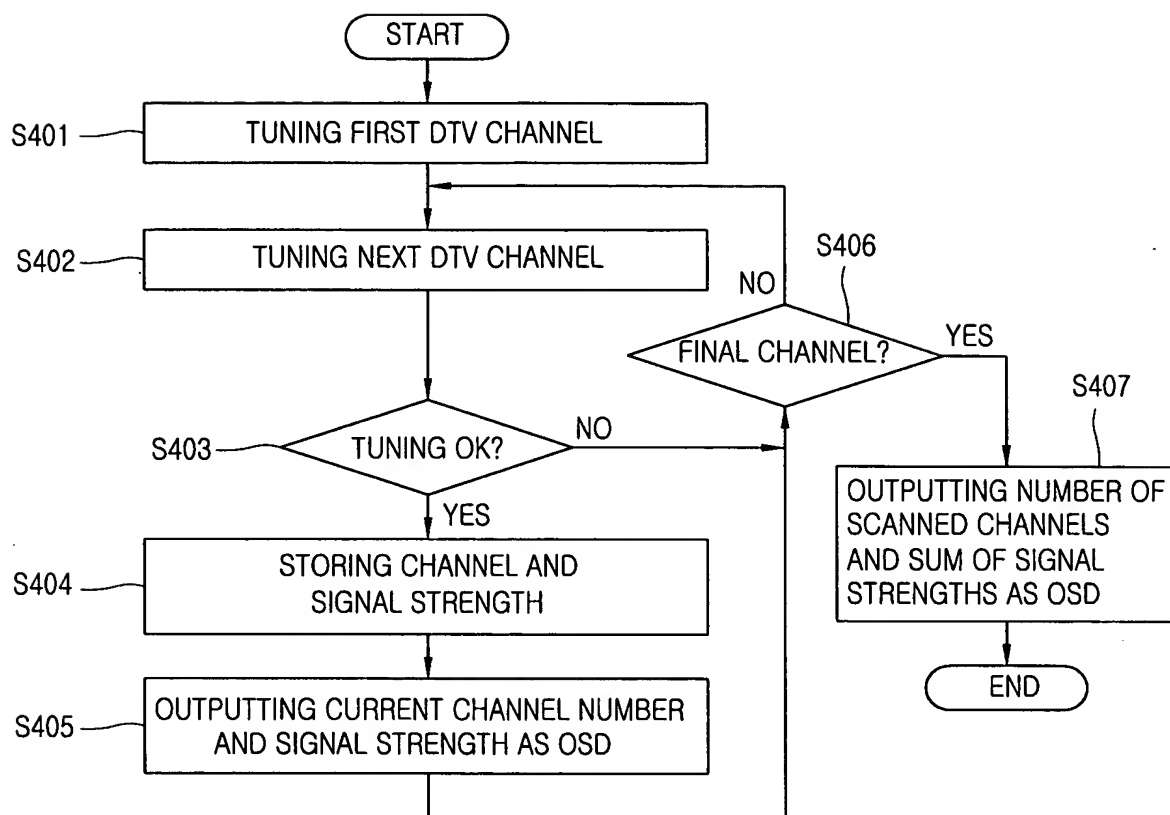 START
S401
TUNING FIRST DTV CHANNEL
S402
TUNING NEXT DTV CHANNEL
S406
NO
FINAL CHANNEL?
YES
S403
TUNING OK?
NO
YES
S407
OUTPUTTING NUMBER OF
SCANNED CHANNELS
AND SUM OF SIGNAL
STRENGTHS AS OSD
S404
STORING CHANNEL AND
SIGNAL STRENGTH
S405
OUTPUTTING CURRENT CHANNEL NUMBER
AND SIGNAL STRENGTH AS OSD
END